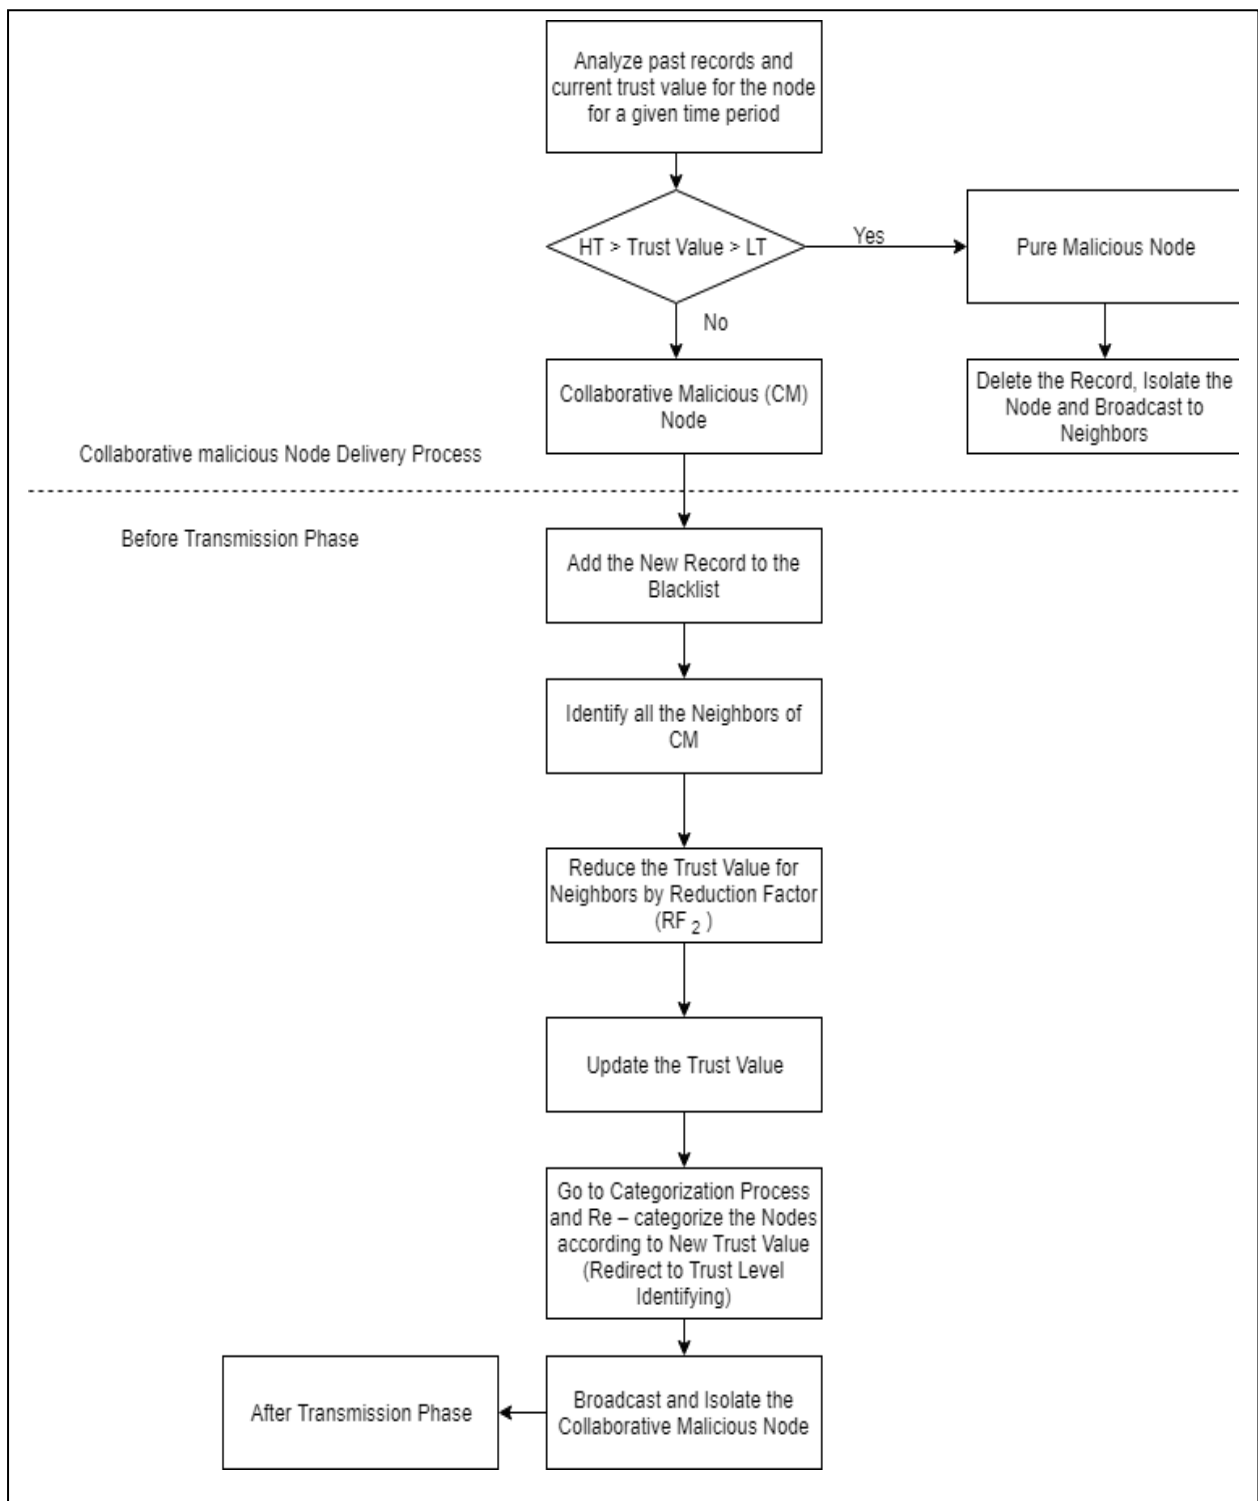 Analyze past records and
current trust value for the node
for a given time period
HT > Trust Value > LT
Yes
Pure Malicious Node
No
Collaborative Malicious (CM)
Node
Delete the Record, Isolate the
Node and Broadcast to
Neighbors
Collaborative malicious Node Delivery Process
Before Transmission Phase
Add the New Record to the
Blacklist
Identify all the Neighbors of
CM
Reduce the Trust Value for
Neighbors by Reduction Factor
(RF 2 )
Update the Trust Value
Go to Categorization Process
and Re – categorize the Nodes
according to New Trust Value
(Redirect to Trust Level
Identifying)
After Transmission Phase
Broadcast and Isolate the
Collaborative Malicious Node